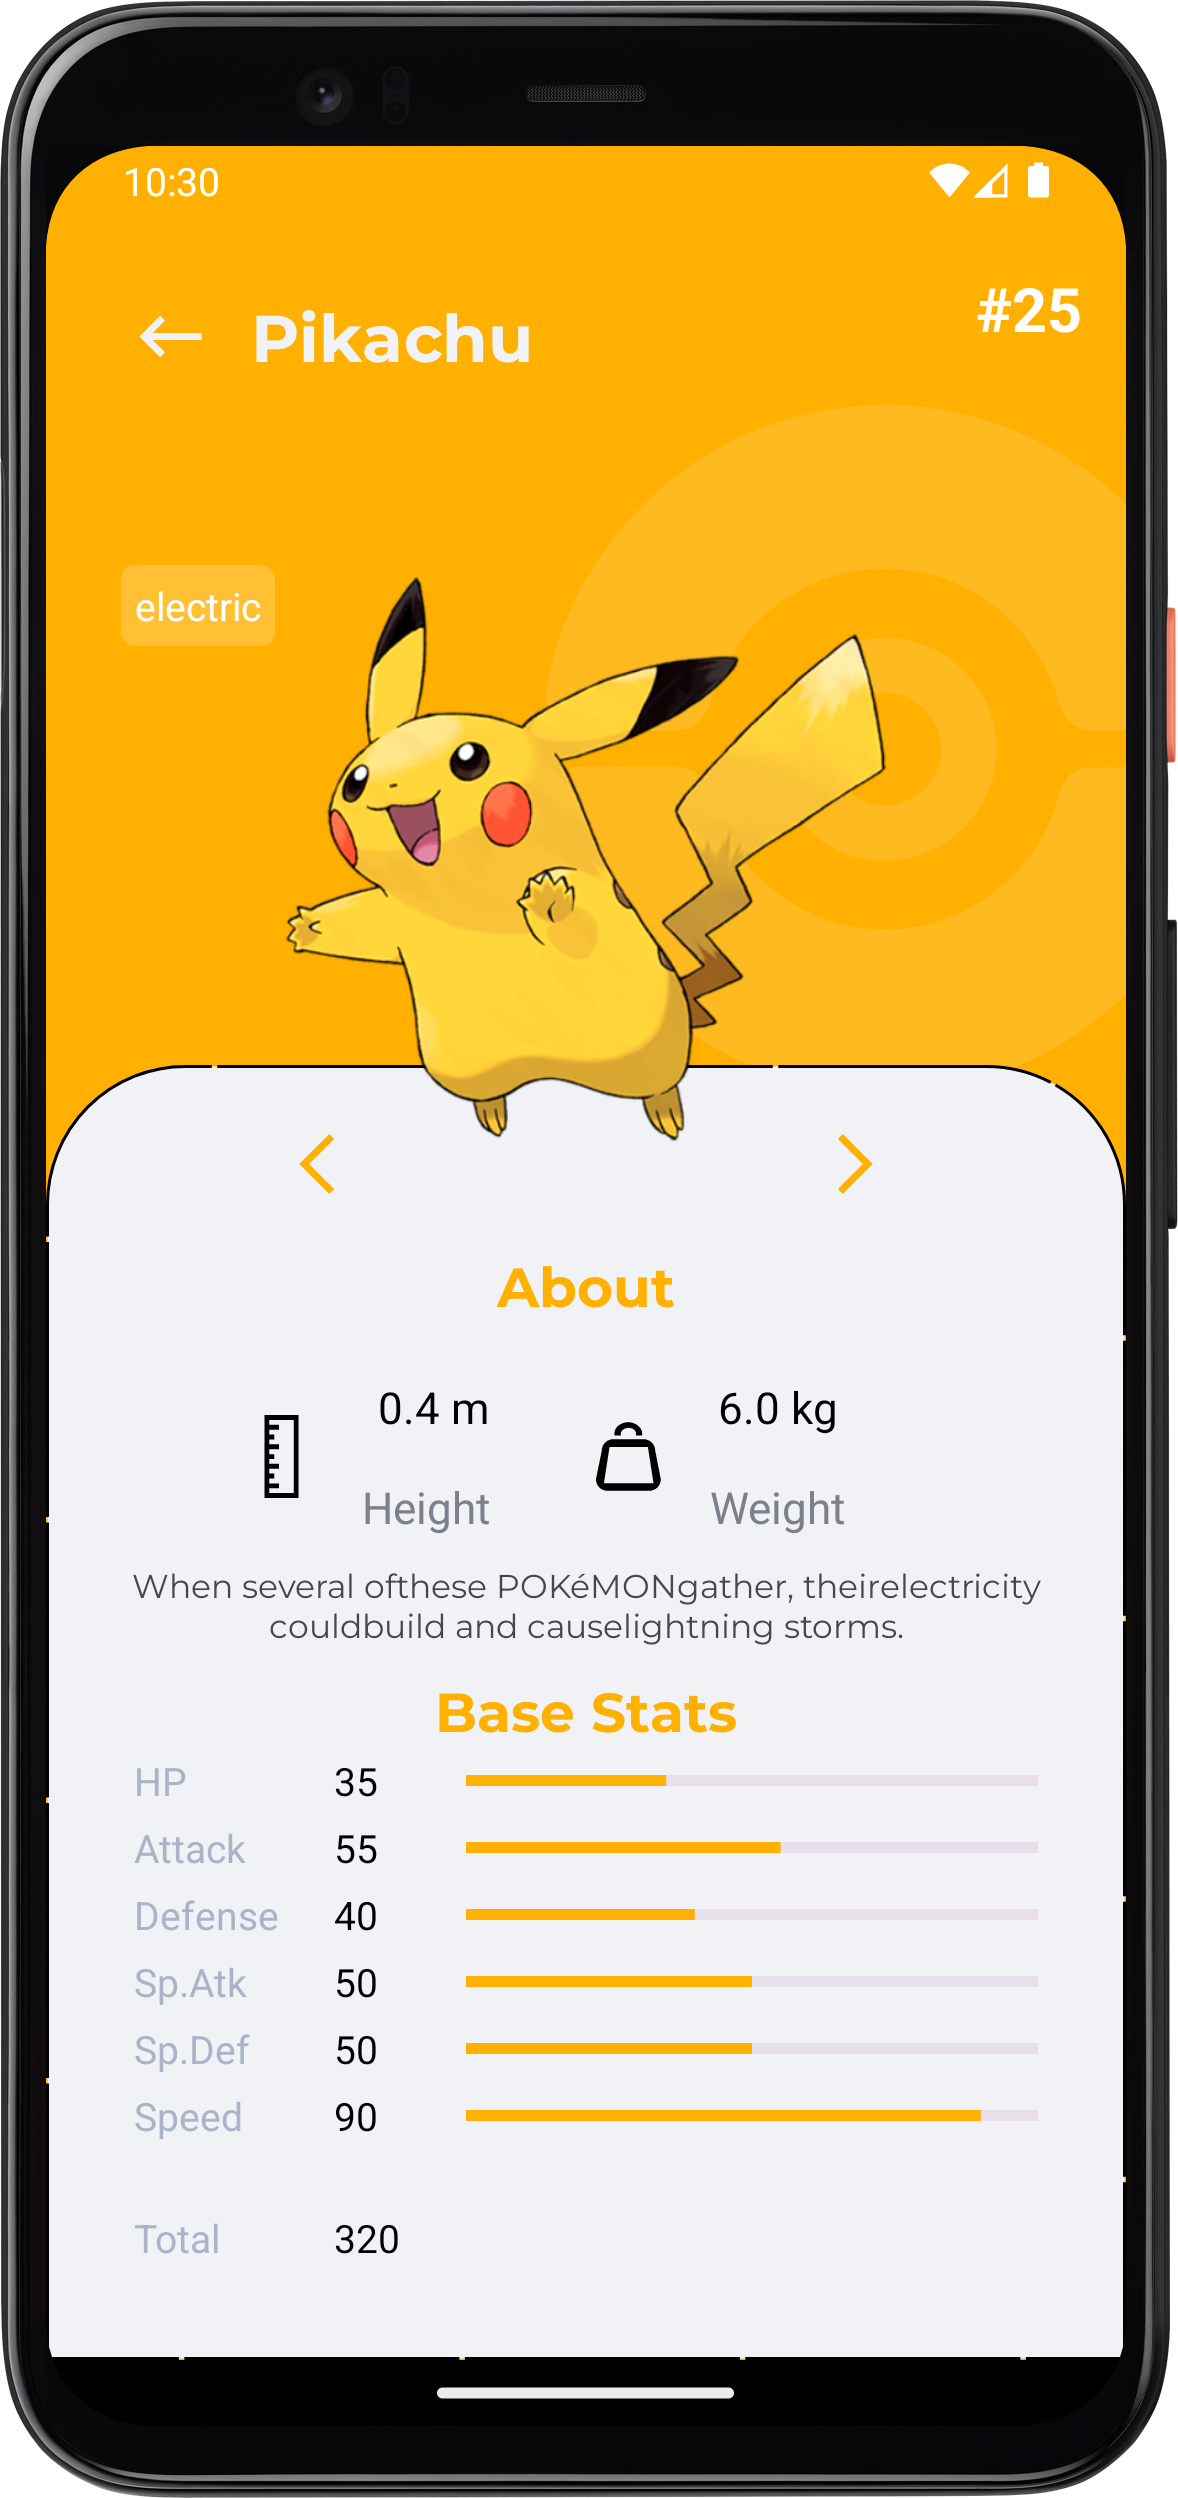 10:30
Pikachu
#25
electric
About
0.4 m
6.0 kg
Height
Weight
When several ofthese POKéMONgather, theirelectricity
couldbuild and causelightning storms.
Base Stats
HP 35
Attack 55
Defense 40
Sp.Atk 50
Sp.Def 50
Speed 90
Total 320